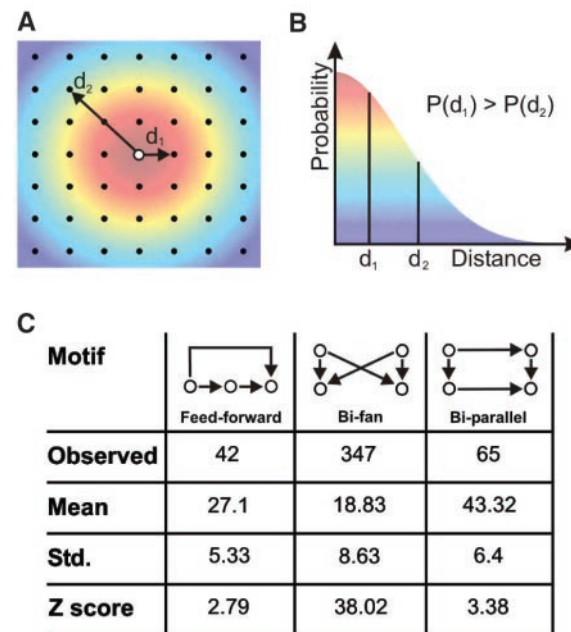 A
d₂
d₁
B
Probability
P(d₁) > P(d₂)
d₁ d₂ Distance
C
Motif
Feed-forward Bi-fan Bi-parallel
Observed 42 347 65
Mean 27.1 18.83 43.32
Std. 5.33 8.63 6.4
Z score 2.79 38.02 3.38